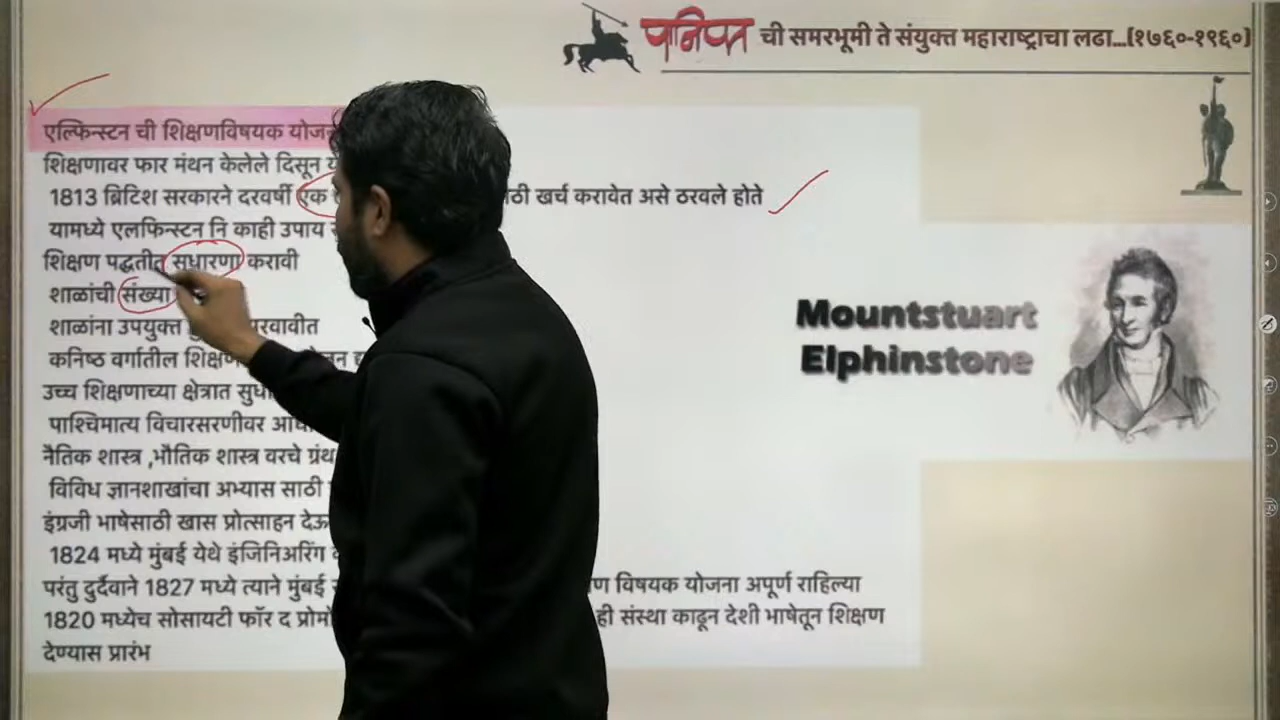 पानिपत ची समरभूमी ते संयुक्त महाराष्ट्राचा लढा...(१७६०-१९६०)
एल्फिन्स्टन ची शिक्षणविषयक
शिक्षणावर फार मंथन केलेले दिसून
1813 ब्रिटिश सरकारने दरवर्षी एक खर्च करावेत असे ठरवले होते
यामध्ये एलफिन्स्टन नि काही उपाय
शिक्षण पद्धतीत सुधारणा करावी
शाळांची संख्या
शाळांना उपयुक्त
कनिष्ठ वर्गातील
उच्च शिक्षणाच्या क्षेत्रात
पाश्चिमात्य विचारसरणीवर
नैतिक शास्त्र ,भौतिक शास्त्र वरचे ग्रंथ
विविध ज्ञानशाखांचा अभ्यास साठी
इंग्रजी भाषेसाठी खास प्रोत्साहन
1824 मध्ये मुंबई येथे इंजिनिअरिंग
परंतु दुर्दैवाने 1827 मध्ये त्याने मुंबई विषयक योजना अपूर्ण राहिल्या
1820 मध्येच सोसायटी फॉर द ही संस्था काढून देशी भाषेतून शिक्षण
देण्यास प्रारंभ
Mountstuart
Elphinstone